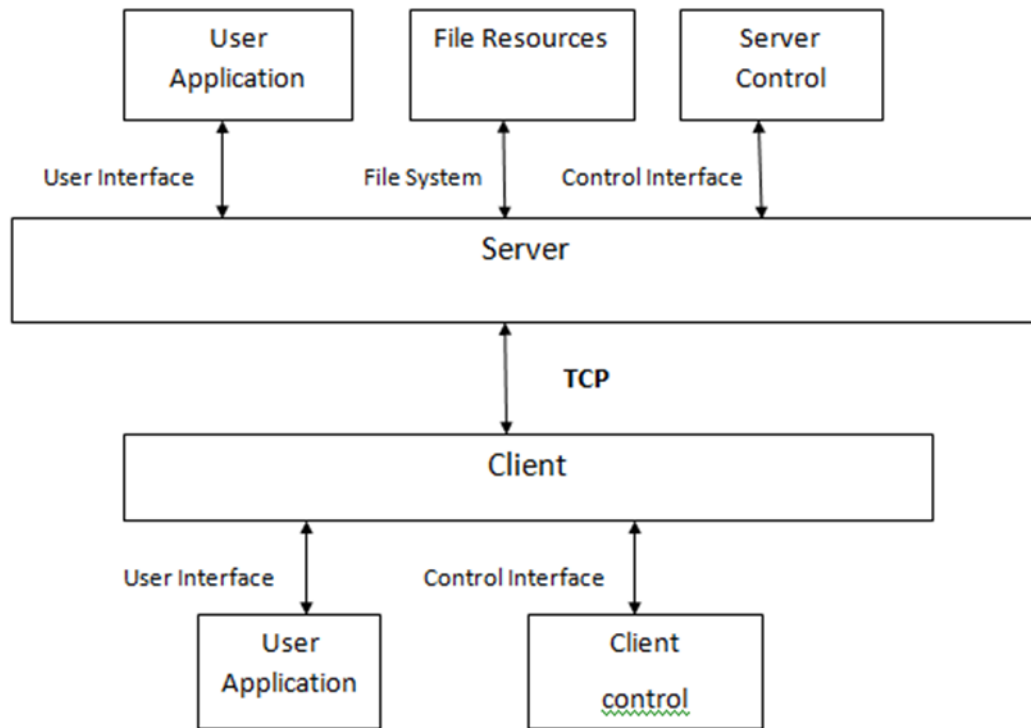 User
Application
File Resources
Server
Control
User Interface
File System
Control Interface
Server
TCP
Client
User Interface
Control Interface
User
Application
Client
control